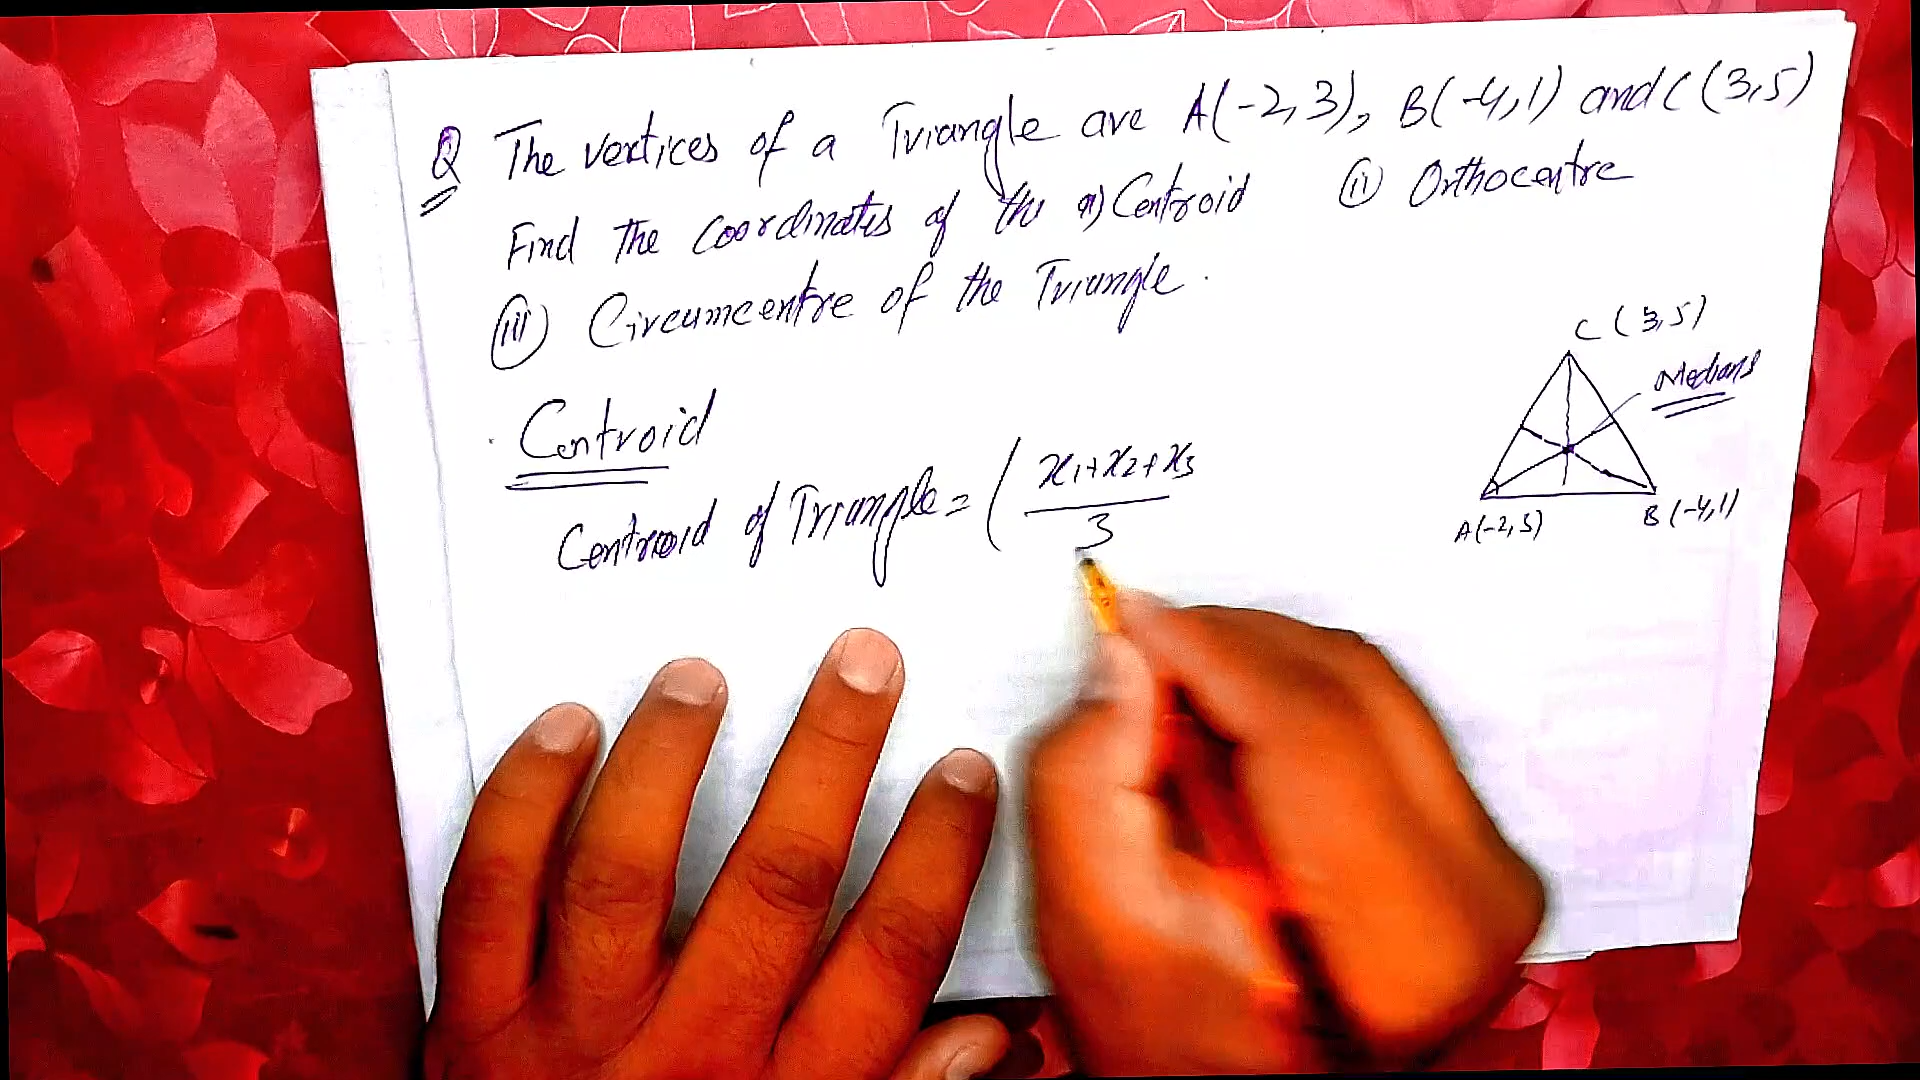 Q The vertices of a Triangle are A(-2,3), B(-4,1) and C(3,5)
Find the coordinates of the a) Centroid (ii) Orthocentre
(iii) Circumcentre of the Triangle.
Centroid
Centroid of Triangle = ( x1+x2+x3
3
C (3,5)
Medians
A(-2,3)
B(-4,1)